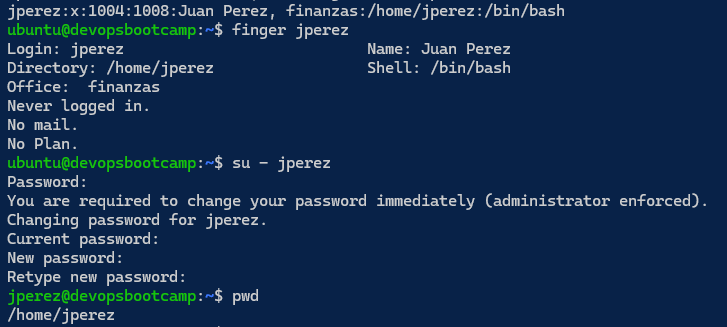 jperez:x:1004:1008:Juan Perez, finanzas:/home/jperez:/bin/bash
ubuntu@devopsbootcamp:~$ finger jperez
Login: jperez                           Name: Juan Perez
Directory: /home/jperez                 Shell: /bin/bash
Office:  finanzas
Never logged in.
No mail.
No Plan.
ubuntu@devopsbootcamp:~$ su - jperez
Password:
You are required to change your password immediately (administrator enforced).
Changing password for jperez.
Current password:
New password:
Retype new password:
jperez@devopsbootcamp:~$ pwd
/home/jperez